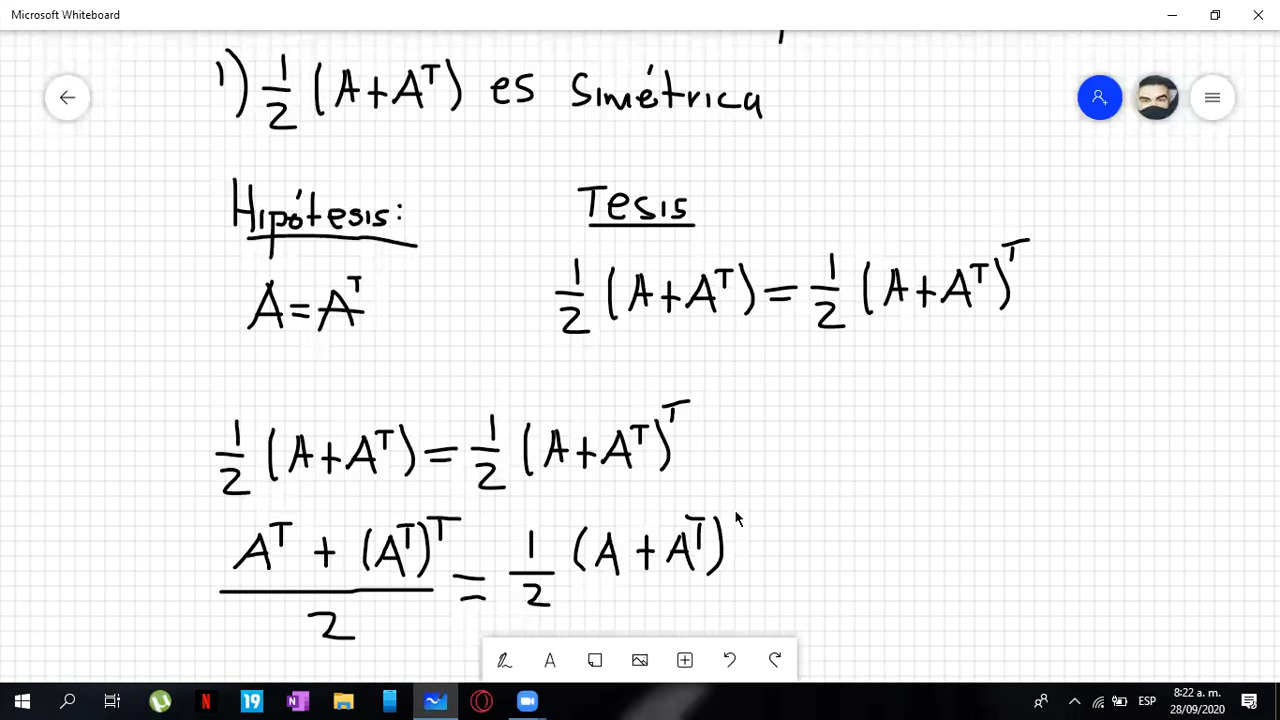 Microsoft Whiteboard
1) 1/2 (A+A^T) es simétrica
Hipótesis:
Tesis
A=A^T
1/2 (A+A^T) = 1/2 (A+A^T)^T
1/2 (A+A^T) = 1/2 (A+A^T)^T
(A^T + (A^T)^T)/2 = 1/2 (A+A^T)
A
19
N
ESP
8:22 a. m.
28/09/2020